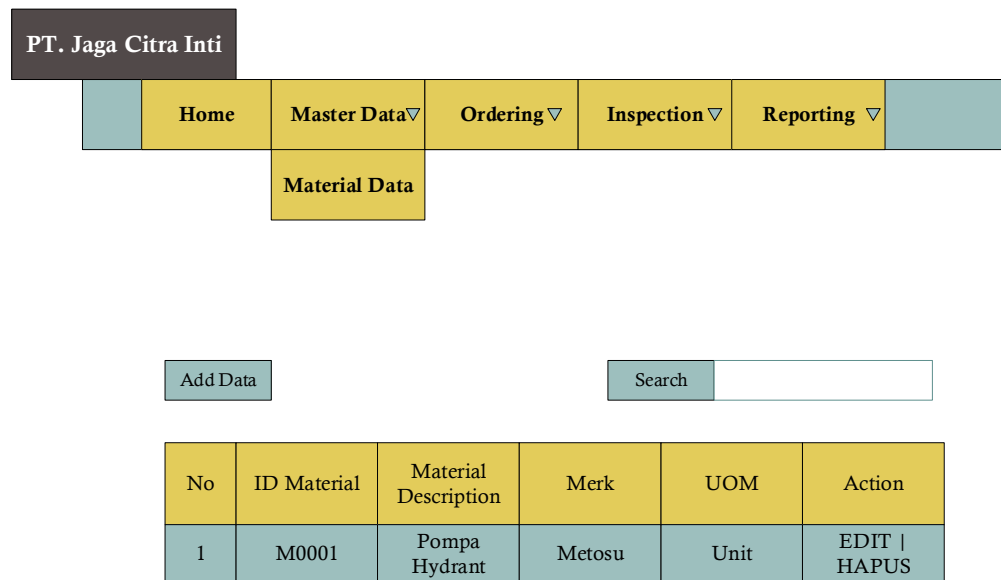 PT. Jaga Citra Inti
Home Master Data Ordering Inspection Reporting
Material Data
Add Data Search
No ID Material Material Description Merk UOM Action
1 M0001 Pompa Hydrant Metosu Unit EDIT | HAPUS